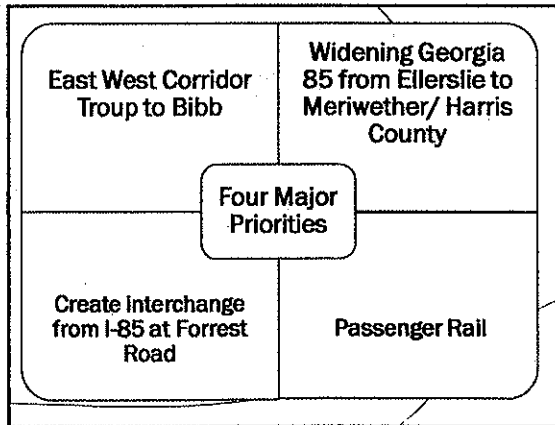 East West Corridor
Troup to Bibb
Widening Georgia
85 from Ellerslie to
Meriwether/ Harris
County
Four Major
Priorities
Create interchange
from I-85 at Forrest
Road
Passenger Rail